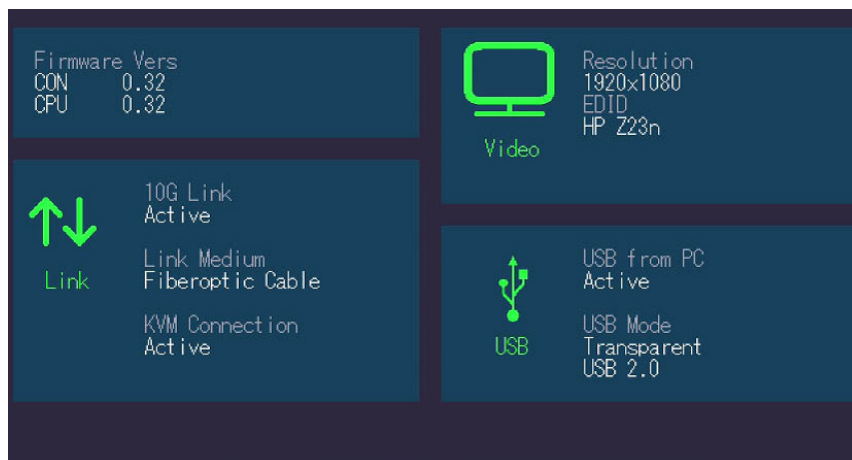 Firmware Vers
CON 0.32
CPU 0.32
10G Link
Active
Link Medium
Fiberoptic Cable
KVM Connection
Active
Link
Resolution
1920x1080
EDID
HP Z23n
Video
USB from PC
Active
USB Mode
Transparent
USB 2.0
USB